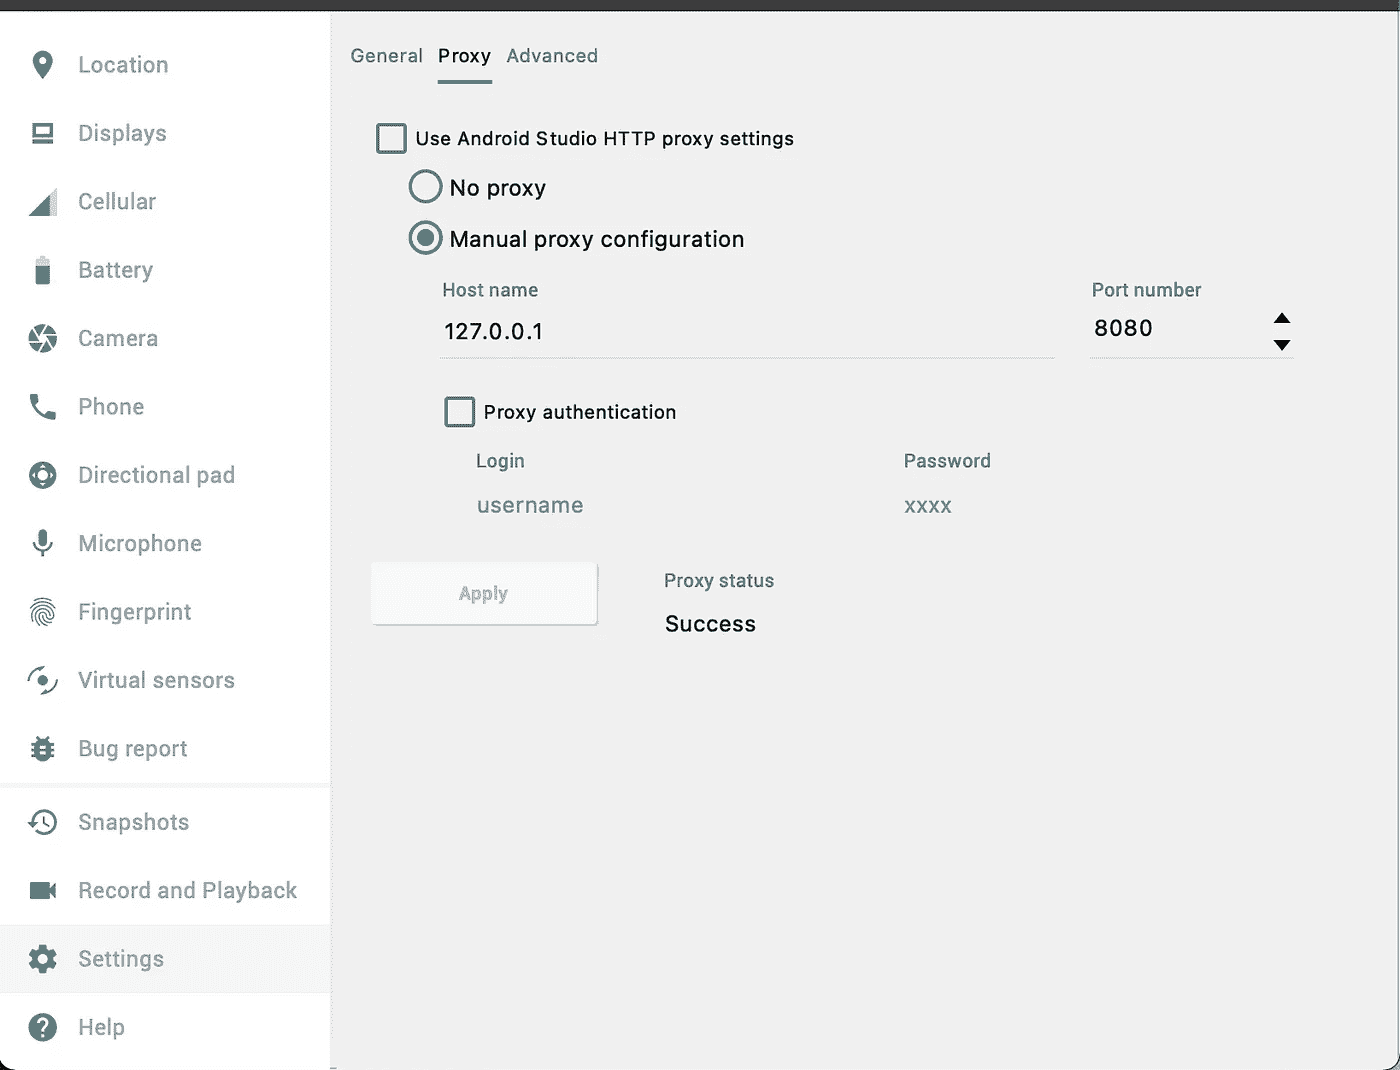 Location
Displays
Cellular
Battery
Camera
Phone
Directional pad
Microphone
Fingerprint
Virtual sensors
Bug report
Snapshots
Record and Playback
Settings
Help
General Proxy Advanced
Use Android Studio HTTP proxy settings
No proxy
Manual proxy configuration
Host name Port number
127.0.0.1 8080
Proxy authentication
Login Password
username xxxx
Apply Proxy status
Success